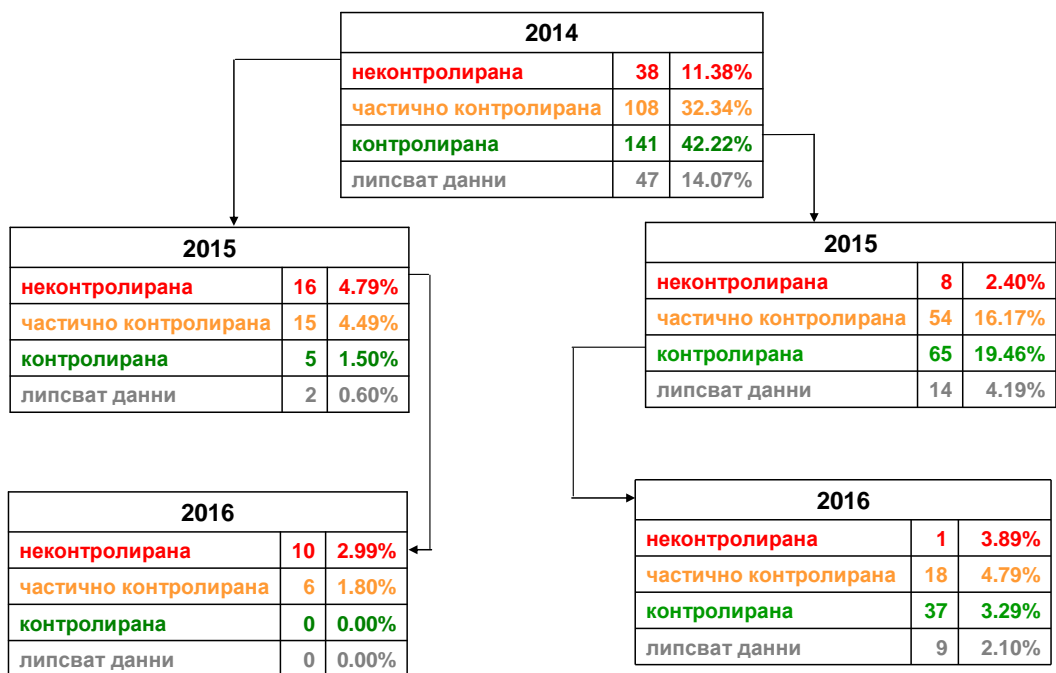 2014
неконтролирана 38 11.38%
частично контролирана 108 32.34%
контролирана 141 42.22%
липсват данни 47 14.07%
2015
неконтролирана 16 4.79%
частично контролирана 15 4.49%
контролирана 5 1.50%
липсват данни 2 0.60%
2015
неконтролирана 8 2.40%
частично контролирана 54 16.17%
контролирана 65 19.46%
липсват данни 14 4.19%
2016
неконтролирана 10 2.99%
частично контролирана 6 1.80%
контролирана 0 0.00%
липсват данни 0 0.00%
2016
неконтролирана 1 3.89%
частично контролирана 18 4.79%
контролирана 37 3.29%
липсват данни 9 2.10%